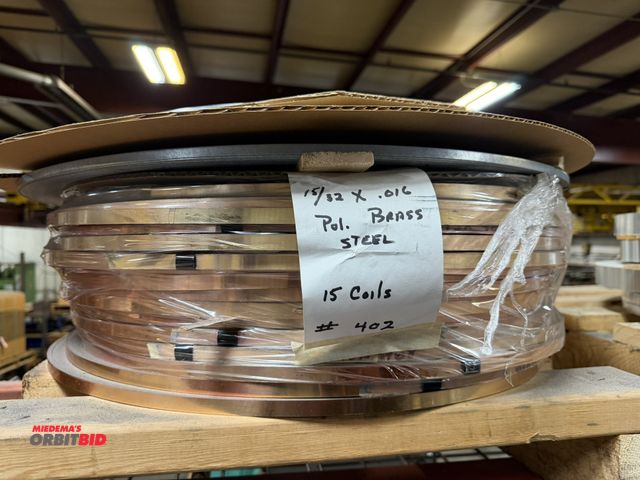 15/32 X .016
Pol. BRASS
STEEL
15 Coils
# 402
MIEDEMA'S
ORBITBID